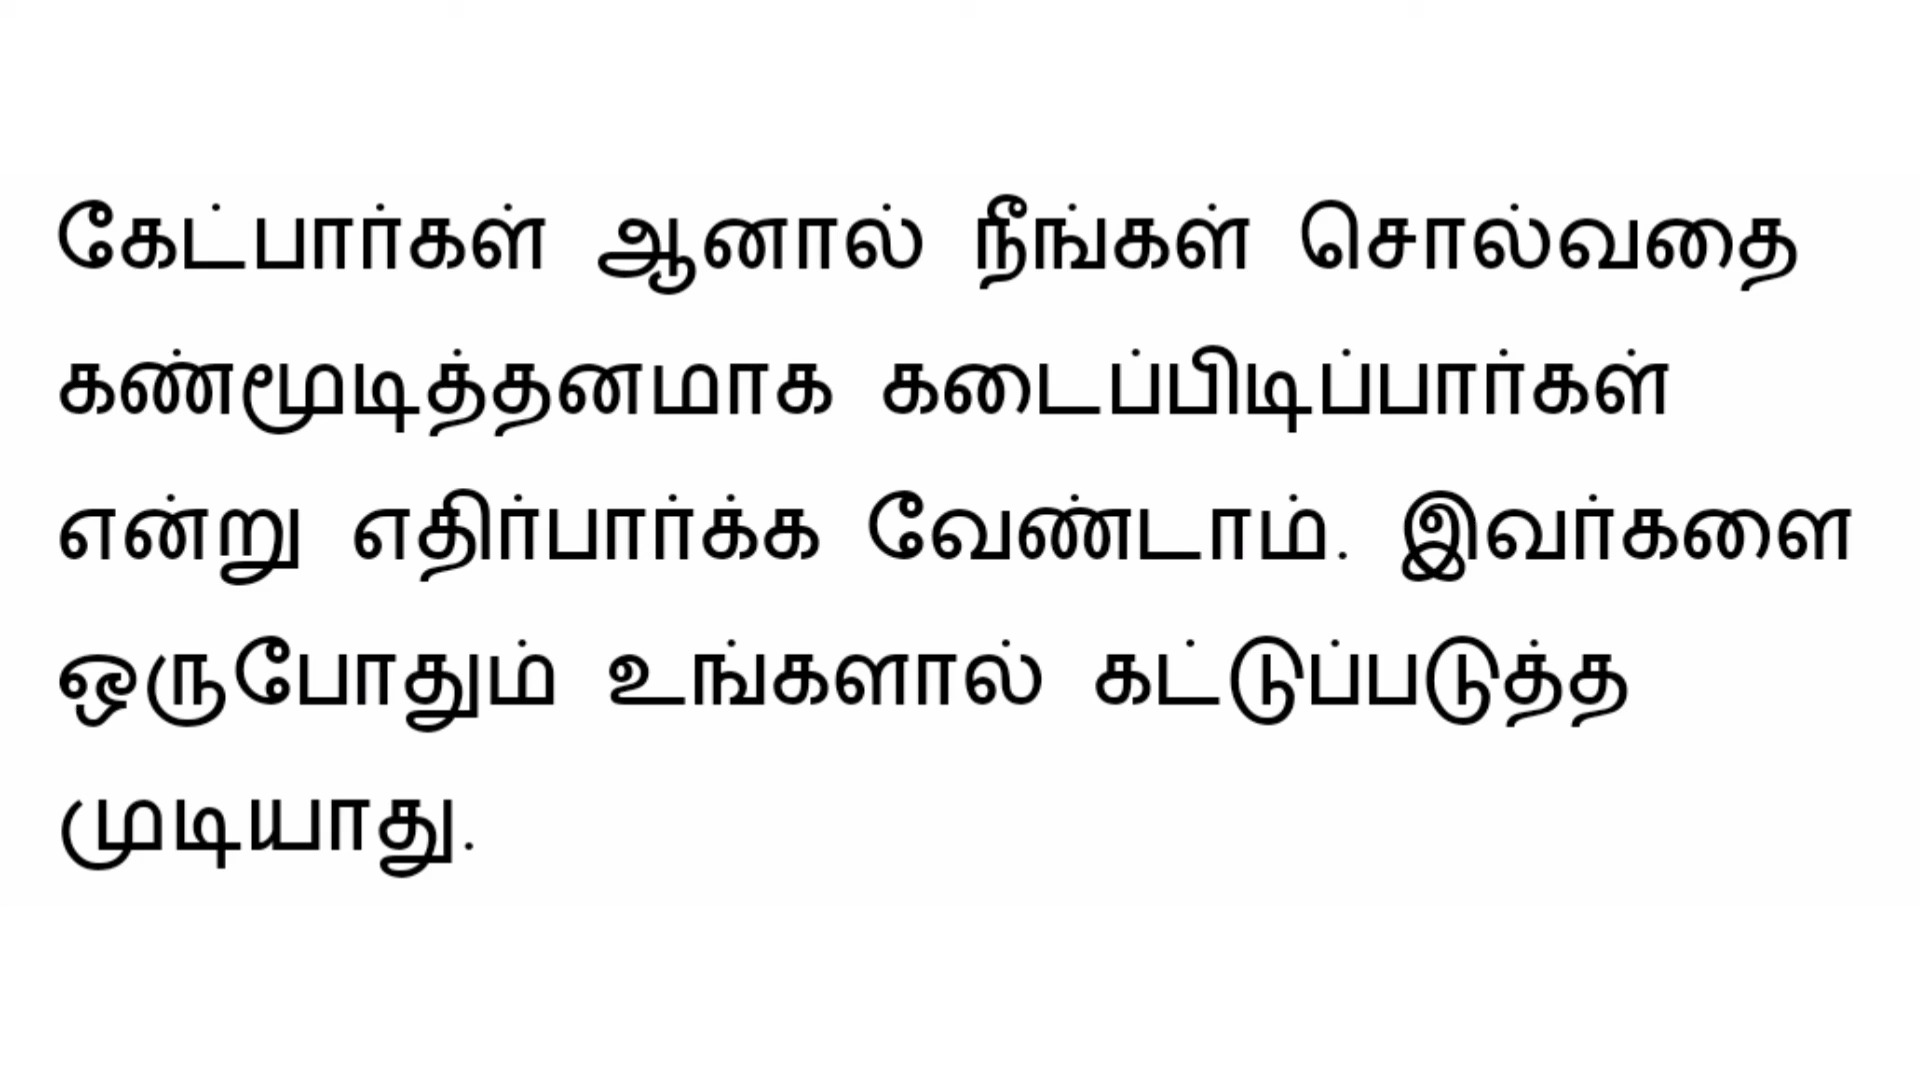 கேட்பார்கள் ஆனால் நீங்கள் சொல்வதை
கண்மூடித்தனமாக கடைப்பிடிப்பார்கள்
என்று எதிர்பார்க்க வேண்டாம். இவர்களை
ஒருபோதும் உங்களால் கட்டுப்படுத்த
முடியாது.